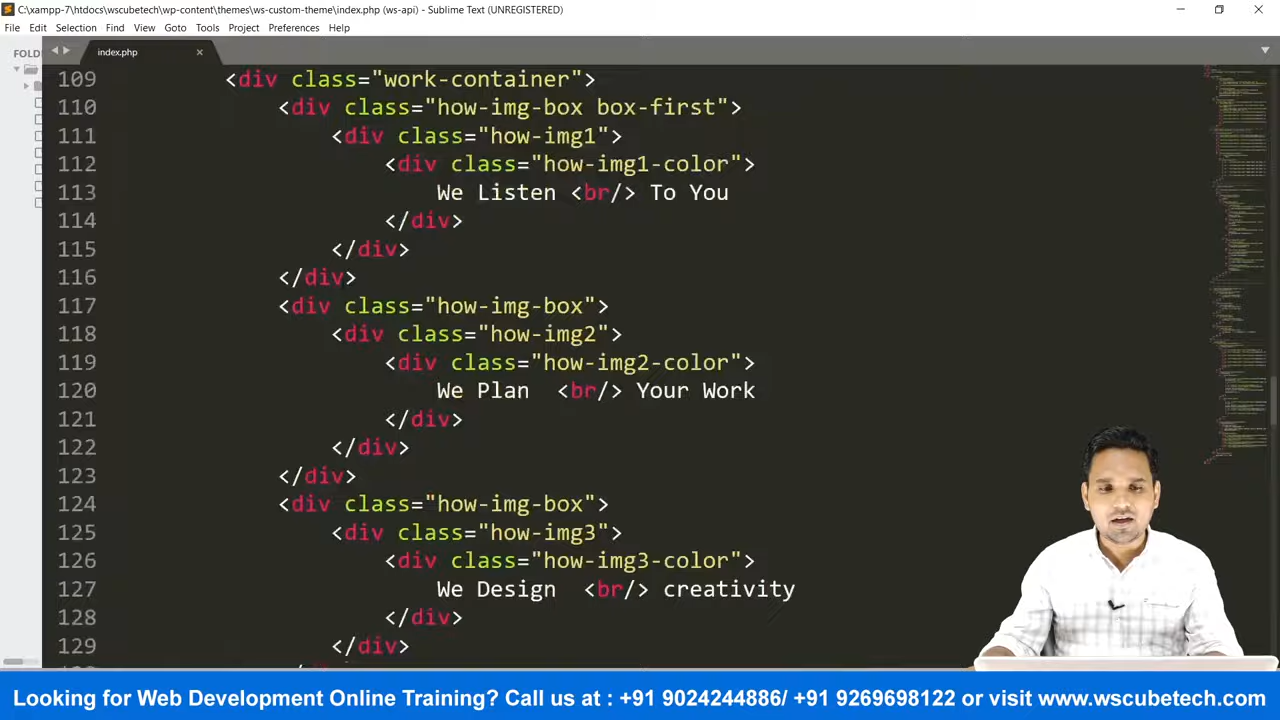 C:\xampp-7\htdocs\wscubetech\wp-content\themes\ws-custom-theme\index.php (ws-api) - Sublime Text (UNREGISTERED)
File Edit Selection Find View Goto Tools Project Preferences Help
FOLD
index.php
109 <div class="work-container">
110 <div class="how-img-box box-first">
111 <div class="how-img1">
112 <div class="how-img1-color">
113 We Listen <br/> To You
114 </div>
115 </div>
116 </div>
117 <div class="how-img-box">
118 <div class="how-img2">
119 <div class="how-img2-color">
120 We Plan <br/> Your Work
121 </div>
122 </div>
123 </div>
124 <div class="how-img-box">
125 <div class="how-img3">
126 <div class="how-img3-color">
127 We Design <br/> creativity
128 </div>
129 </div>
Looking for Web Development Online Training? Call us at : +91 9024244886/ +91 9269698122 or visit www.wscubetech.com